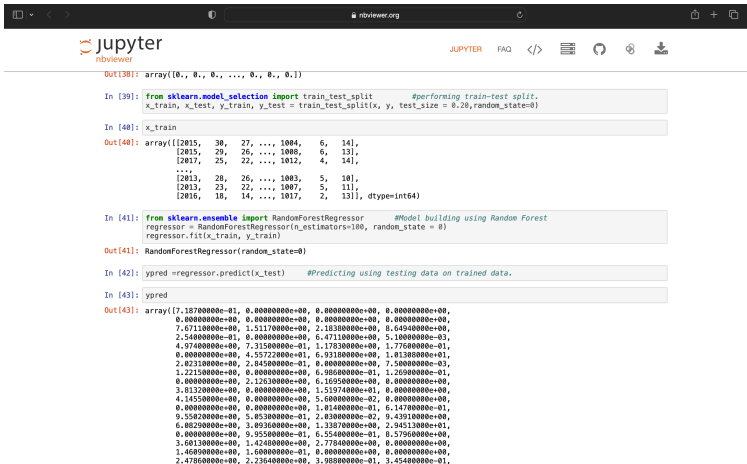 nbviewer.org
jupyter
nbviewer
JUPYTER FAQ </>
Out[38]: array([0., 0., 0., ..., 0., 0., 0.])
In [39]: from sklearn.model_selection import train_test_split #performing train-test split.
x_train, x_test, y_train, y_test = train_test_split(x, y, test_size = 0.20,random_state=0)
In [40]: x_train
Out[40]: array([[2015, 30, 27, ..., 1004, 6, 14],
[2015, 29, 26, ..., 1008, 6, 13],
[2017, 25, 22, ..., 1012, 4, 14],
...,
[2013, 28, 26, ..., 1003, 5, 10],
[2013, 23, 22, ..., 1007, 5, 11],
[2016, 18, 14, ..., 1017, 2, 13]], dtype=int64)
In [41]: from sklearn.ensemble import RandomForestRegressor #Model building using Random Forest
regressor = RandomForestRegressor(n_estimators=100, random_state = 0)
regressor.fit(x_train, y_train)
Out[41]: RandomForestRegressor(random_state=0)
In [42]: ypred =regressor.predict(x_test) #Predicting using testing data on trained data.
In [43]: ypred
Out[43]: array([7.18700000e-01, 0.00000000e+00, 0.00000000e+00, 0.00000000e+00,
0.00000000e+00, 0.00000000e+00, 0.00000000e+00, 0.00000000e+00,
7.67110000e+00, 1.51170000e+00, 2.18380000e+00, 8.64940000e+00,
2.54000000e-01, 0.00000000e+00, 6.47110000e+00, 5.10000000e-03,
4.97400000e+00, 7.31500000e-01, 1.17830000e+00, 1.77600000e-01,
0.00000000e+00, 4.55722000e+01, 6.93180000e+00, 1.01308000e+01,
2.02310000e+00, 2.84500000e-01, 0.00000000e+00, 7.50000000e-03,
1.22150000e+00, 0.00000000e+00, 6.98600000e-01, 1.26900000e-01,
0.00000000e+00, 2.12630000e+00, 6.16950000e+00, 0.00000000e+00,
3.81320000e+00, 0.00000000e+00, 1.51974000e+01, 0.00000000e+00,
4.14550000e+00, 0.00000000e+00, 5.60000000e-02, 0.00000000e+00,
0.00000000e+00, 0.00000000e+00, 1.01400000e-01, 6.14700000e-01,
9.55020000e+00, 5.05300000e-01, 2.03000000e-02, 9.43910000e+00,
6.08290000e+00, 3.09360000e+00, 1.33870000e+00, 2.94513000e+01,
0.00000000e+00, 9.95500000e-01, 6.55400000e-01, 8.57960000e+00,
3.60130000e+00, 1.42480000e+00, 2.77840000e+00, 0.00000000e+00,
1.46090000e+00, 1.60000000e-01, 0.00000000e+00, 0.00000000e+00,
2.47860000e+00, 2.23640000e+00, 3.98800000e-01, 3.45400000e-01,